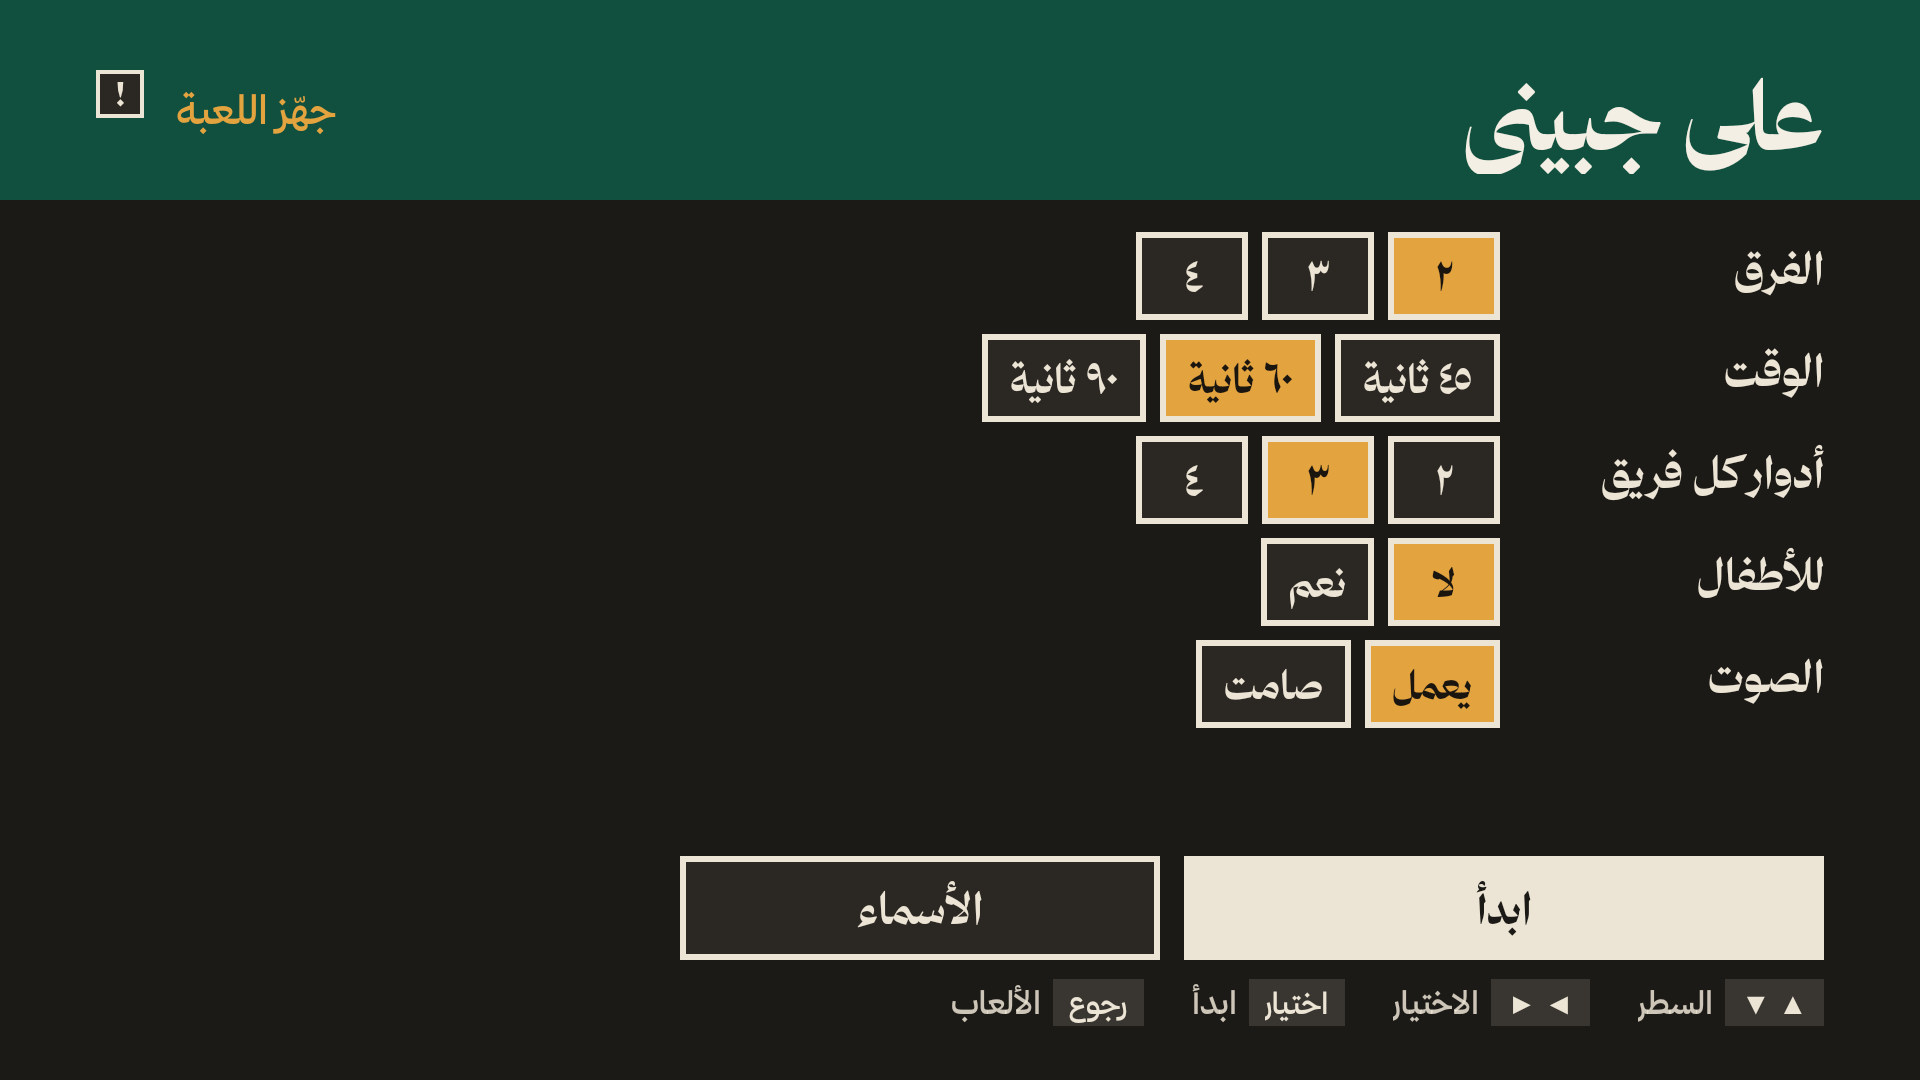 على جبيني
جهّز اللعبة
!
الفرق
٢ ٣ ٤
الوقت
٤٥ ثانية ٦٠ ثانية ٩٠ ثانية
أدوار كل فريق
٢ ٣ ٤
للأطفال
لا نعم
الصوت
يعمل صامت
ابدأ
الأسماء
▲ ▼ السطر ◄ ► الاختيار اختيار ابدأ رجوع الألعاب